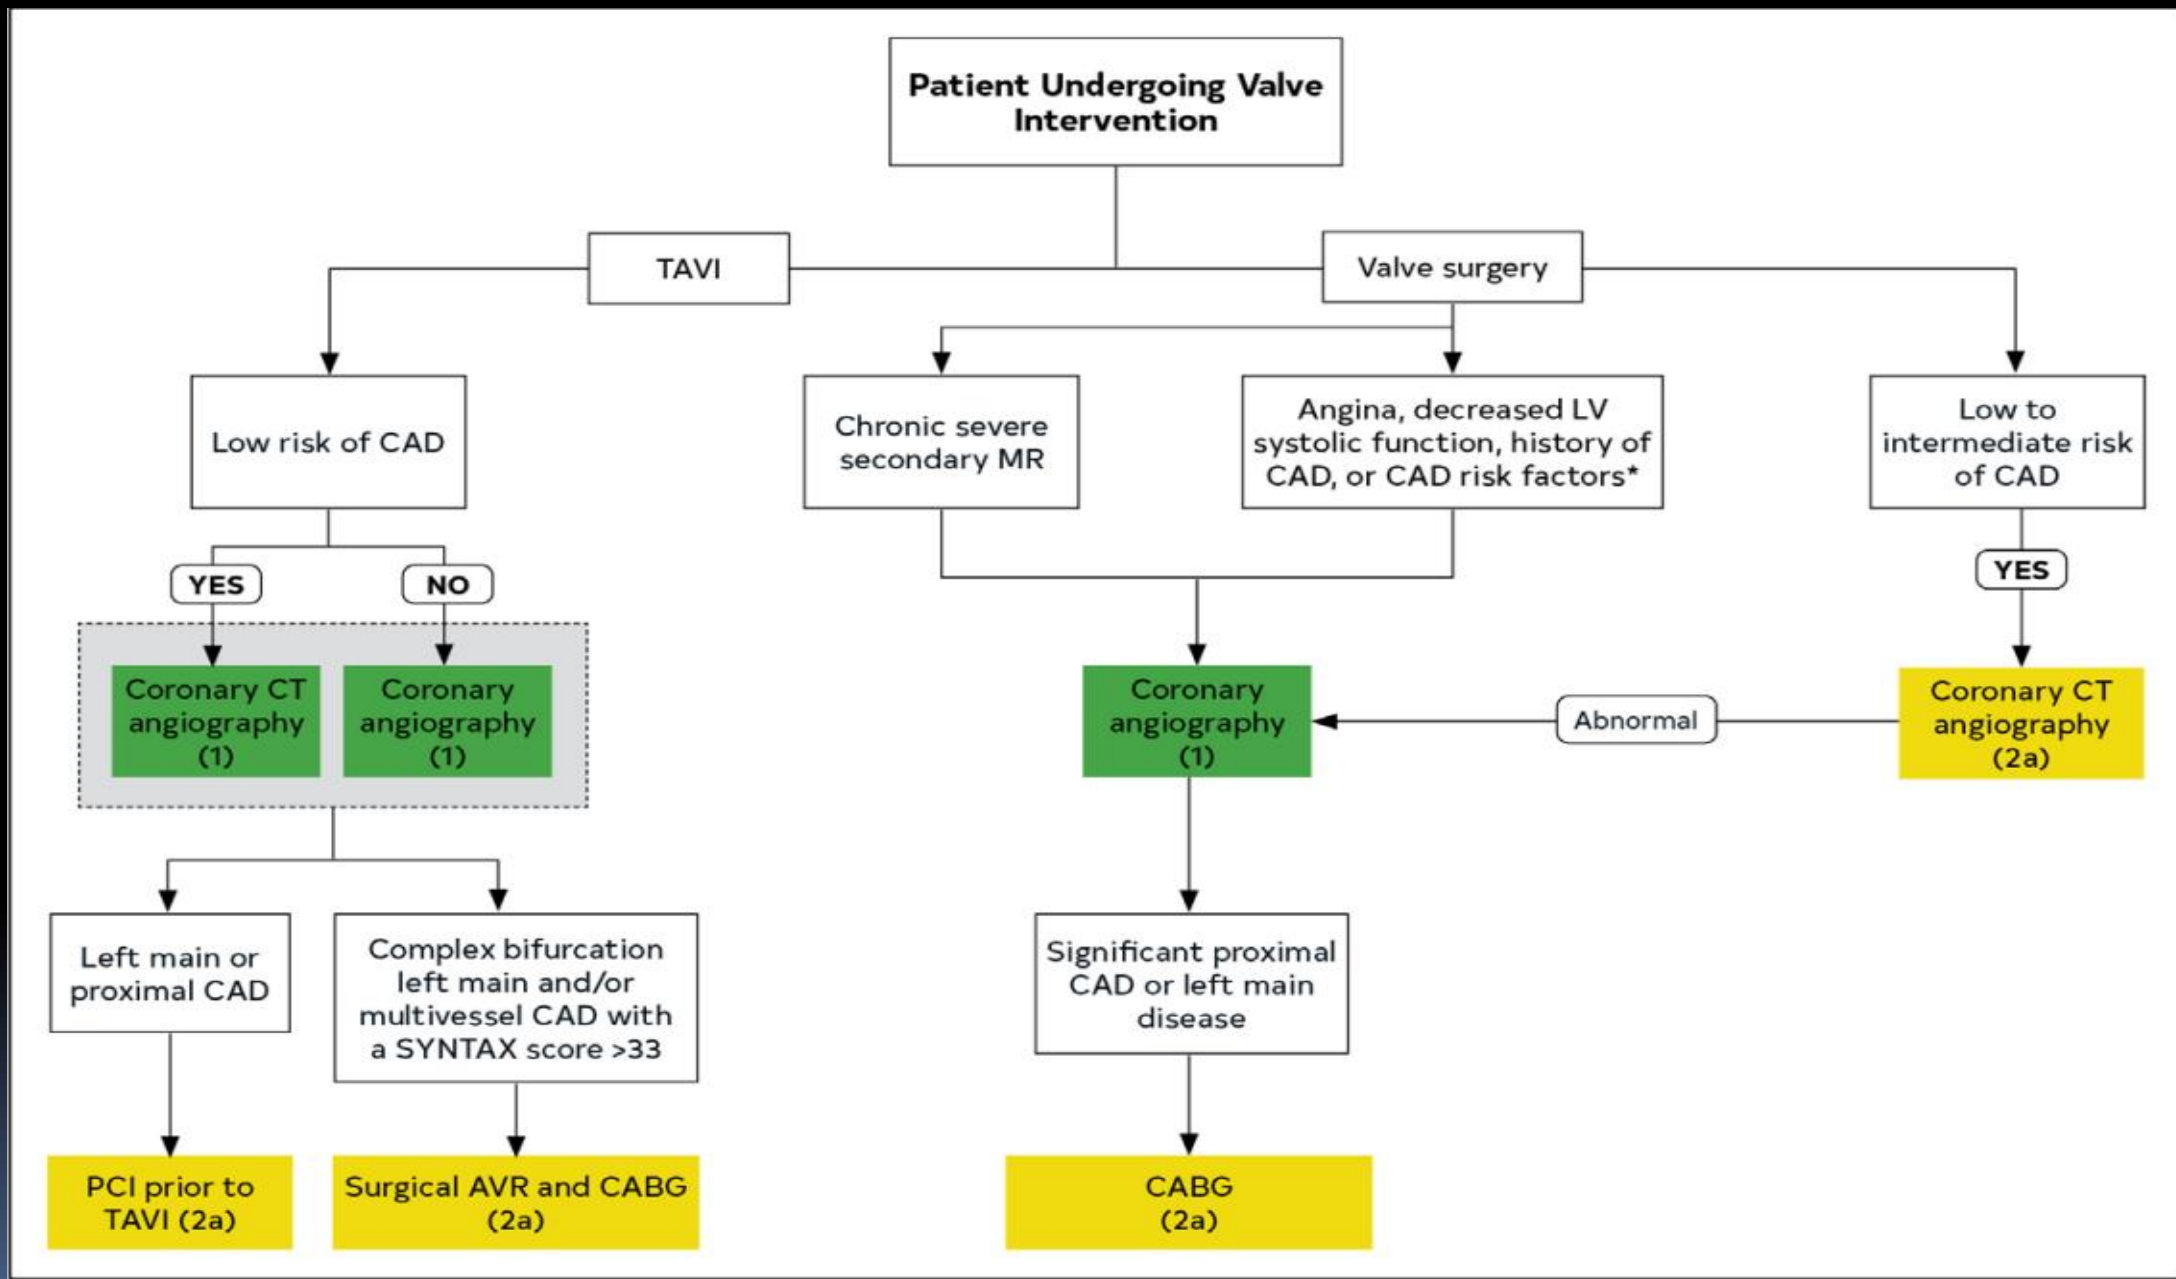 Patient Undergoing Valve
Intervention
TAVI
Valve surgery
Low risk of CAD
Chronic severe
secondary MR
Angina, decreased LV
systolic function, history of
CAD, or CAD risk factors*
Low to
intermediate risk
of CAD
YES
NO
YES
Coronary CT
angiography
(1)
Coronary
angiography
(1)
Coronary
angiography
(1)
Abnormal
Coronary CT
angiography
(2a)
Left main or
proximal CAD
Complex bifurcation
left main and/or
multivessel CAD with
a SYNTAX score >33
Significant proximal
CAD or left main
disease
PCI prior to
TAVI (2a)
Surgical AVR and CABG
(2a)
CABG
(2a)